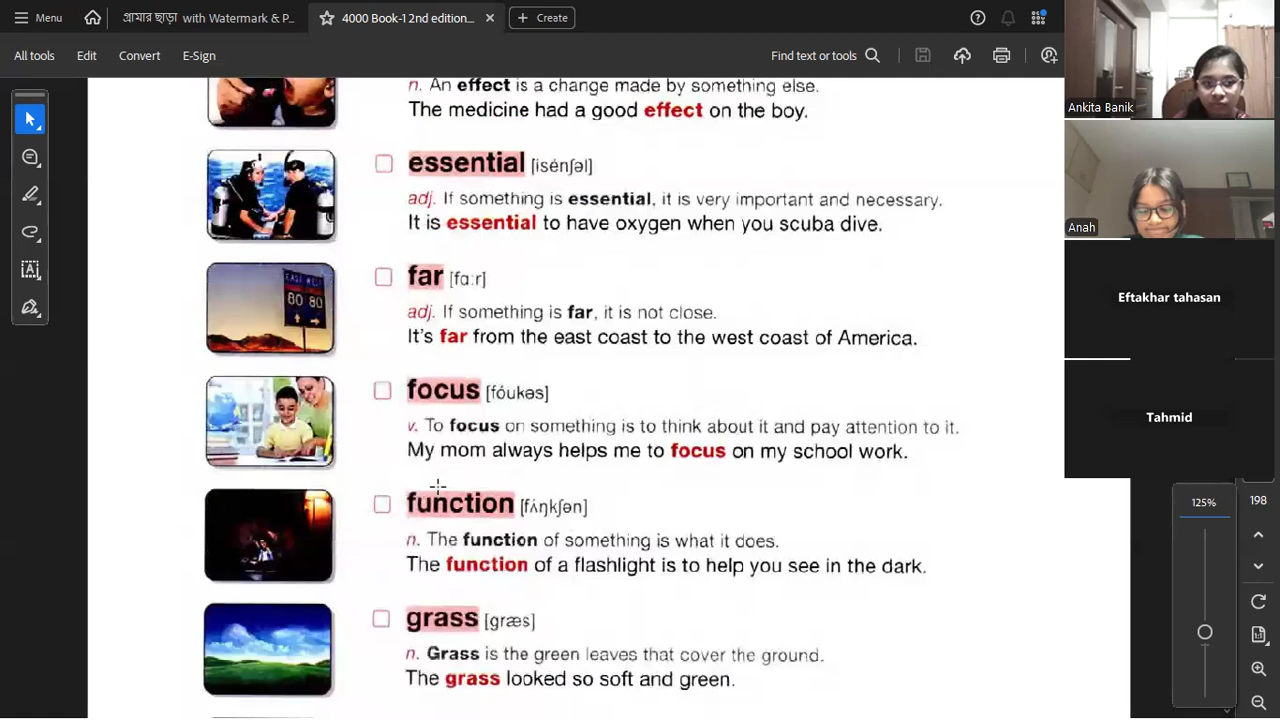 Menu
গ্রামার ছাড়া with Watermark & P...
4000 Book-1 2nd edition...
Create
All tools Edit Convert E-Sign
Find text or tools
n. An effect is a change made by something else.
The medicine had a good effect on the boy.
essential [isénʃəl]
adj. If something is essential, it is very important and necessary.
It is essential to have oxygen when you scuba dive.
EAST WEST
80 80
far [fɑːr]
adj. If something is far, it is not close.
It's far from the east coast to the west coast of America.
focus [fóukəs]
v. To focus on something is to think about it and pay attention to it.
My mom always helps me to focus on my school work.
function [fʌ́ŋkʃən]
n. The function of something is what it does.
The function of a flashlight is to help you see in the dark.
grass [græs]
n. Grass is the green leaves that cover the ground.
The grass looked so soft and green.
Ankita Banik
Anah
Eftakhar tahasan
Tahmid
125%
198
1:1